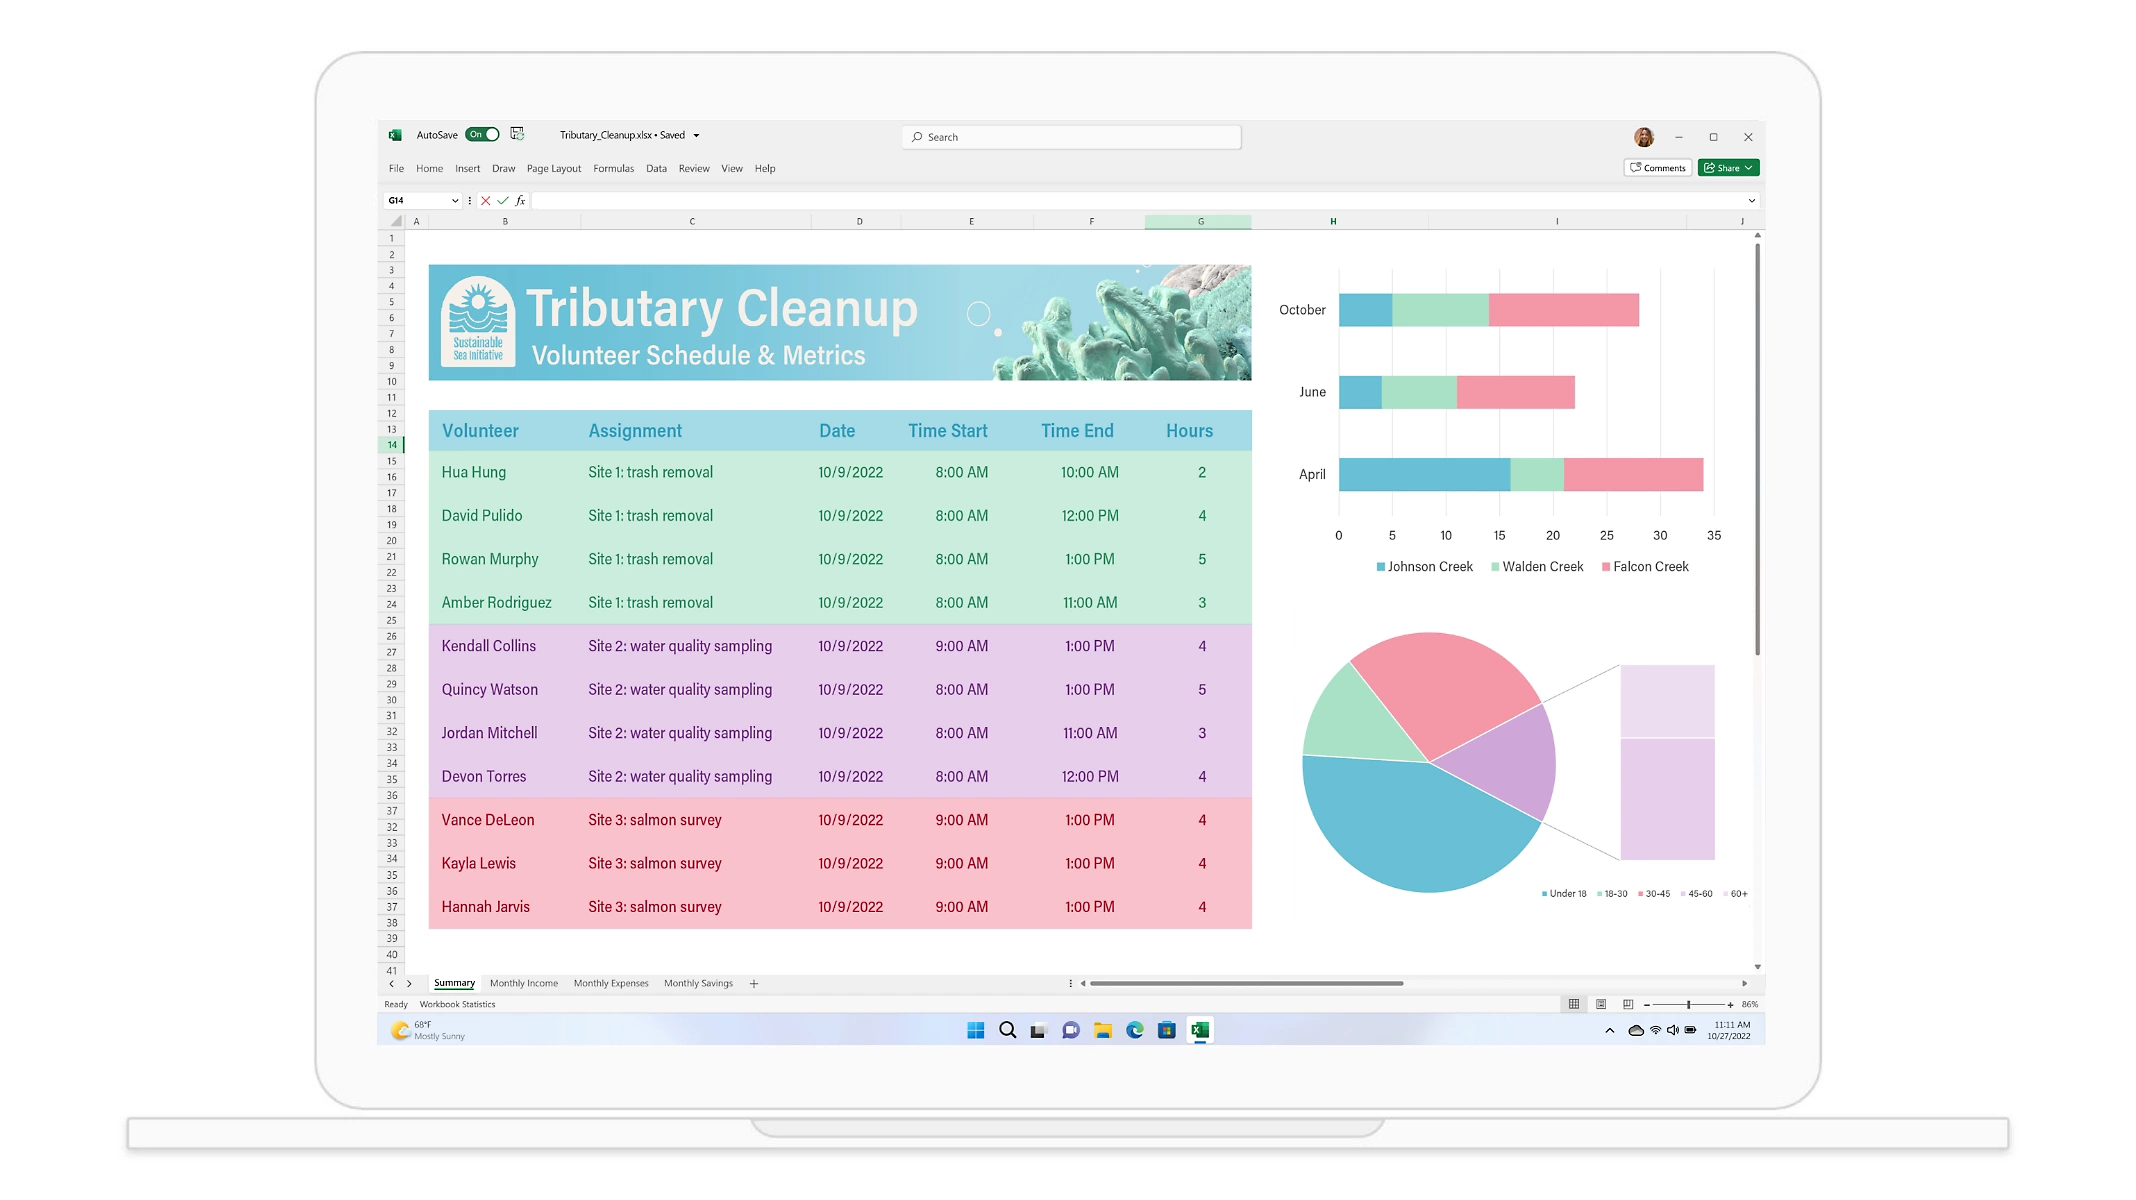 AutoSave On Tributary_Cleanup.xlsx • Saved Search
File Home Insert Draw Page Layout Formulas Data Review View Help Comments Share
G14 fx
A B C D E F G H I J
1
2
3
4
5
6
7
8
9
10
11
12
13
14
15
16
17
18
19
20
21
22
23
24
25
26
27
28
29
30
31
32
33
34
35
36
37
32
33
34
35
36
37
38
39
40
41
Sustainable
Sea Initiative
Tributary Cleanup
Volunteer Schedule & Metrics
Volunteer Assignment Date Time Start Time End Hours
Hua Hung Site 1: trash removal 10/9/2022 8:00 AM 10:00 AM 2
David Pulido Site 1: trash removal 10/9/2022 8:00 AM 12:00 PM 4
Rowan Murphy Site 1: trash removal 10/9/2022 8:00 AM 1:00 PM 5
Amber Rodriguez Site 1: trash removal 10/9/2022 8:00 AM 11:00 AM 3
Kendall Collins Site 2: water quality sampling 10/9/2022 9:00 AM 1:00 PM 4
Quincy Watson Site 2: water quality sampling 10/9/2022 8:00 AM 1:00 PM 5
Jordan Mitchell Site 2: water quality sampling 10/9/2022 8:00 AM 11:00 AM 3
Devon Torres Site 2: water quality sampling 10/9/2022 8:00 AM 12:00 PM 4
Vance DeLeon Site 3: salmon survey 10/9/2022 9:00 AM 1:00 PM 4
Kayla Lewis Site 3: salmon survey 10/9/2022 9:00 AM 1:00 PM 4
Hannah Jarvis Site 3: salmon survey 10/9/2022 9:00 AM 1:00 PM 4
October
June
April
0 5 10 15 20 25 30 35
Johnson Creek Walden Creek Falcon Creek
Under 18 18-30 30-45 45-60 60+
Summary Monthly Income Monthly Expenses Monthly Savings
Ready Workbook Statistics 86%
68°F
Mostly Sunny
11:11 AM
10/27/2022